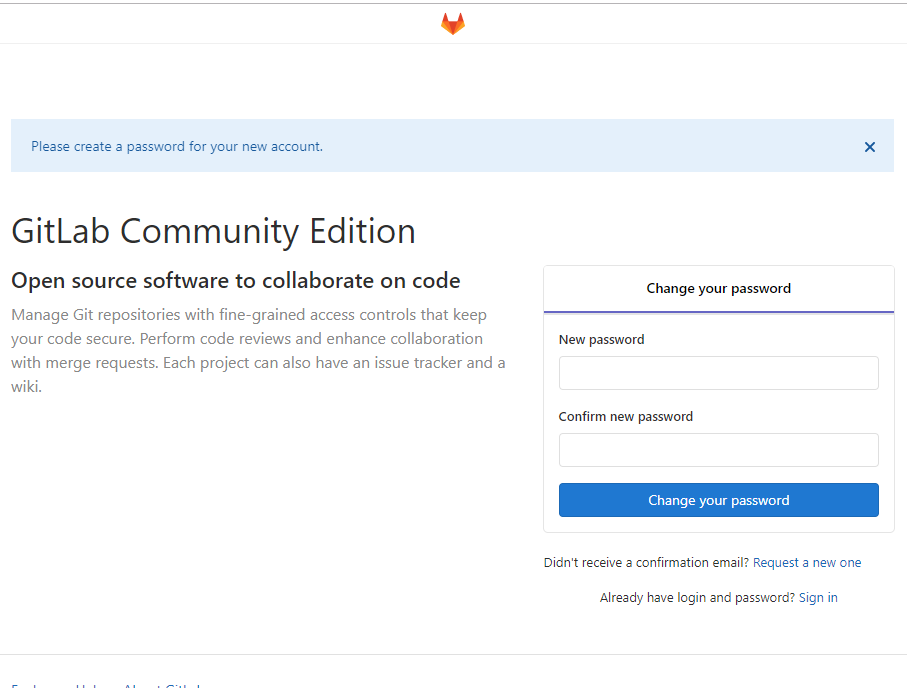 Please create a password for your new account.
GitLab Community Edition
Open source software to collaborate on code
Manage Git repositories with fine-grained access controls that keep
your code secure. Perform code reviews and enhance collaboration
with merge requests. Each project can also have an issue tracker and a
wiki.
Change your password
New password
Confirm new password
Change your password
Didn't receive a confirmation email? Request a new one
Already have login and password? Sign in